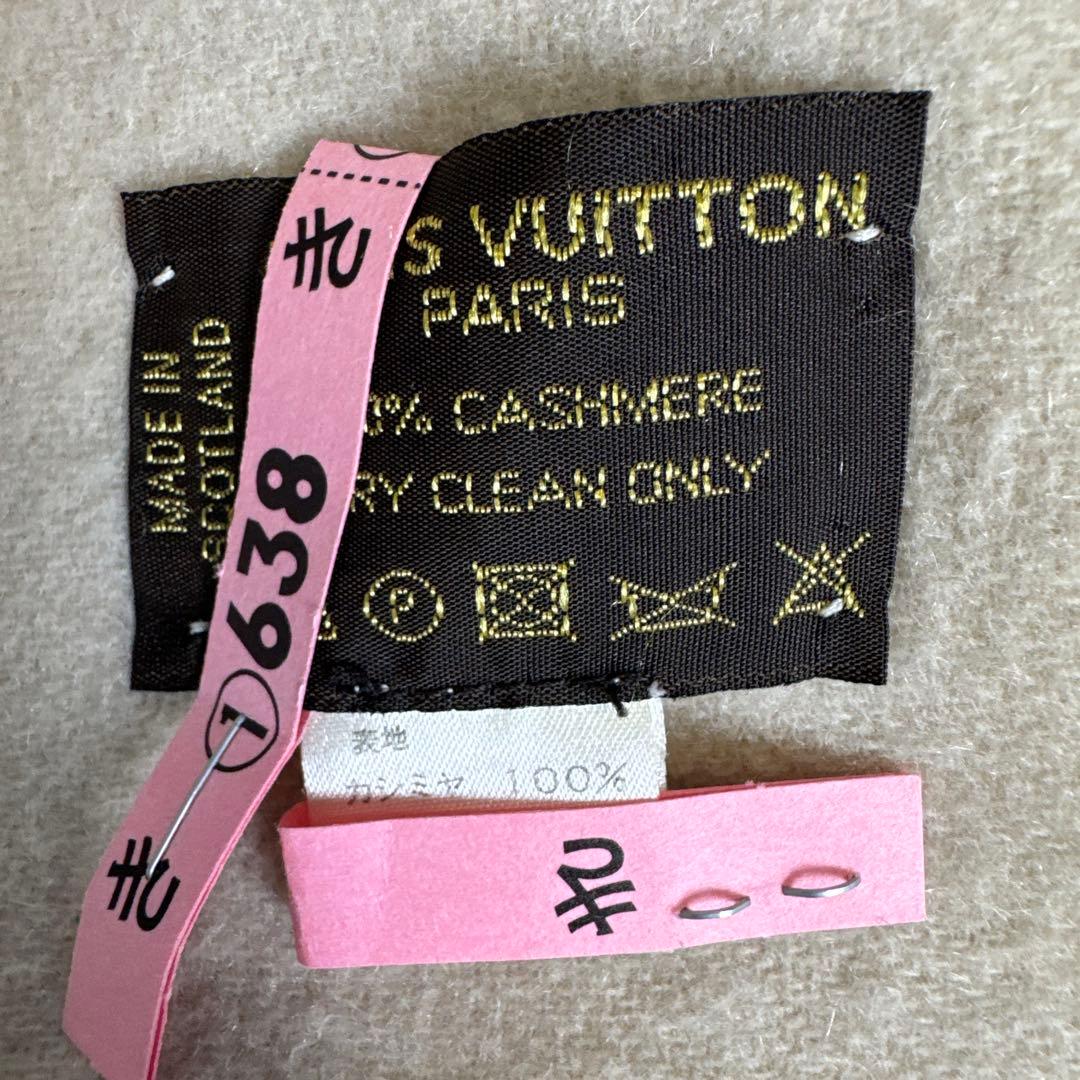 VUITTON
PARIS
% CASHMERE
CLEAN ONLY
MADE IN
SCOTLAND
P
き
638
①
き
表地
カシミヤ 100%
き